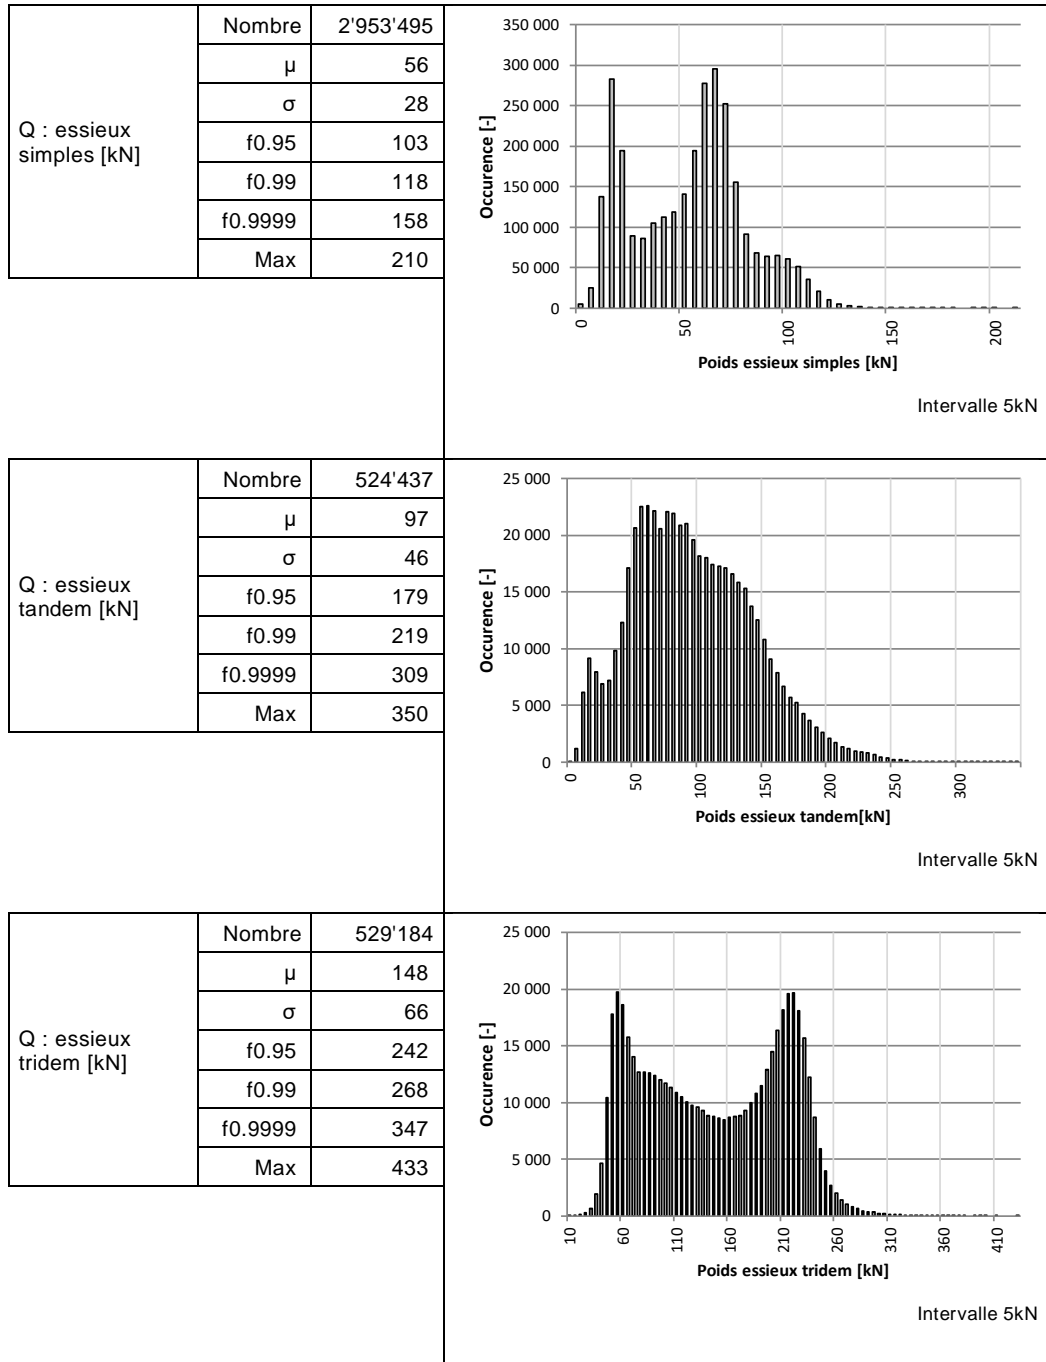 Q : essieux
simples [kN]
Nombre 2'953'495
µ 56
σ 28
f0.95 103
f0.99 118
f0.9999 158
Max 210
350 000
300 000
250 000
200 000
150 000
100 000
50 000
0
Occurence [-]
0 50 100 150 200
Poids essieux simples [kN]
Intervalle 5kN
Q : essieux
tandem [kN]
Nombre 524'437
µ 97
σ 46
f0.95 179
f0.99 219
f0.9999 309
Max 350
25 000
20 000
15 000
10 000
5 000
0
Occurence [-]
0 50 100 150 200 250 300
Poids essieux tandem[kN]
Intervalle 5kN
Q : essieux
tridem [kN]
Nombre 529'184
µ 148
σ 66
f0.95 242
f0.99 268
f0.9999 347
Max 433
25 000
20 000
15 000
10 000
5 000
0
Occurence [-]
10 60 110 160 210 260 310 360 410
Poids essieux tridem [kN]
Intervalle 5kN